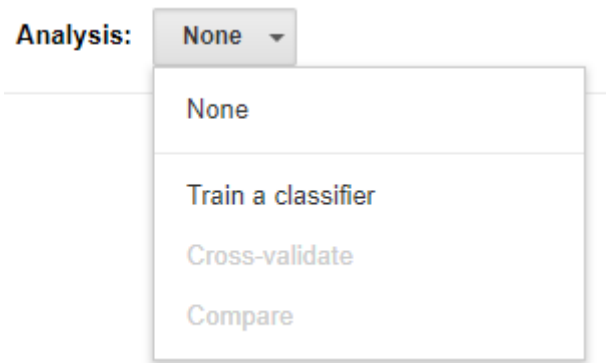 Analysis: None
None
Train a classifier
Cross-validate
Compare